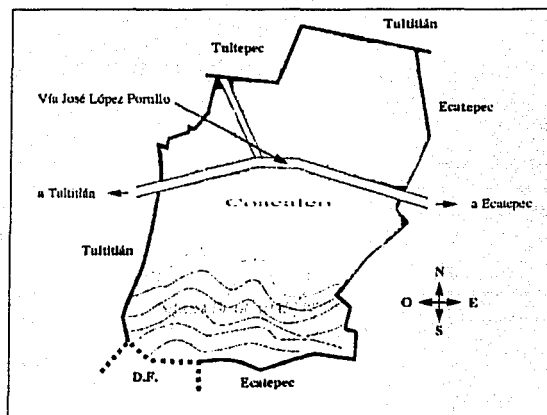 Tultitlán
Tultepec
Vía José López Portillo
Ecatepec
a Tultitlán
a Ecatepec
Tultitlán
N
O E
S
D.F.
Ecatepec